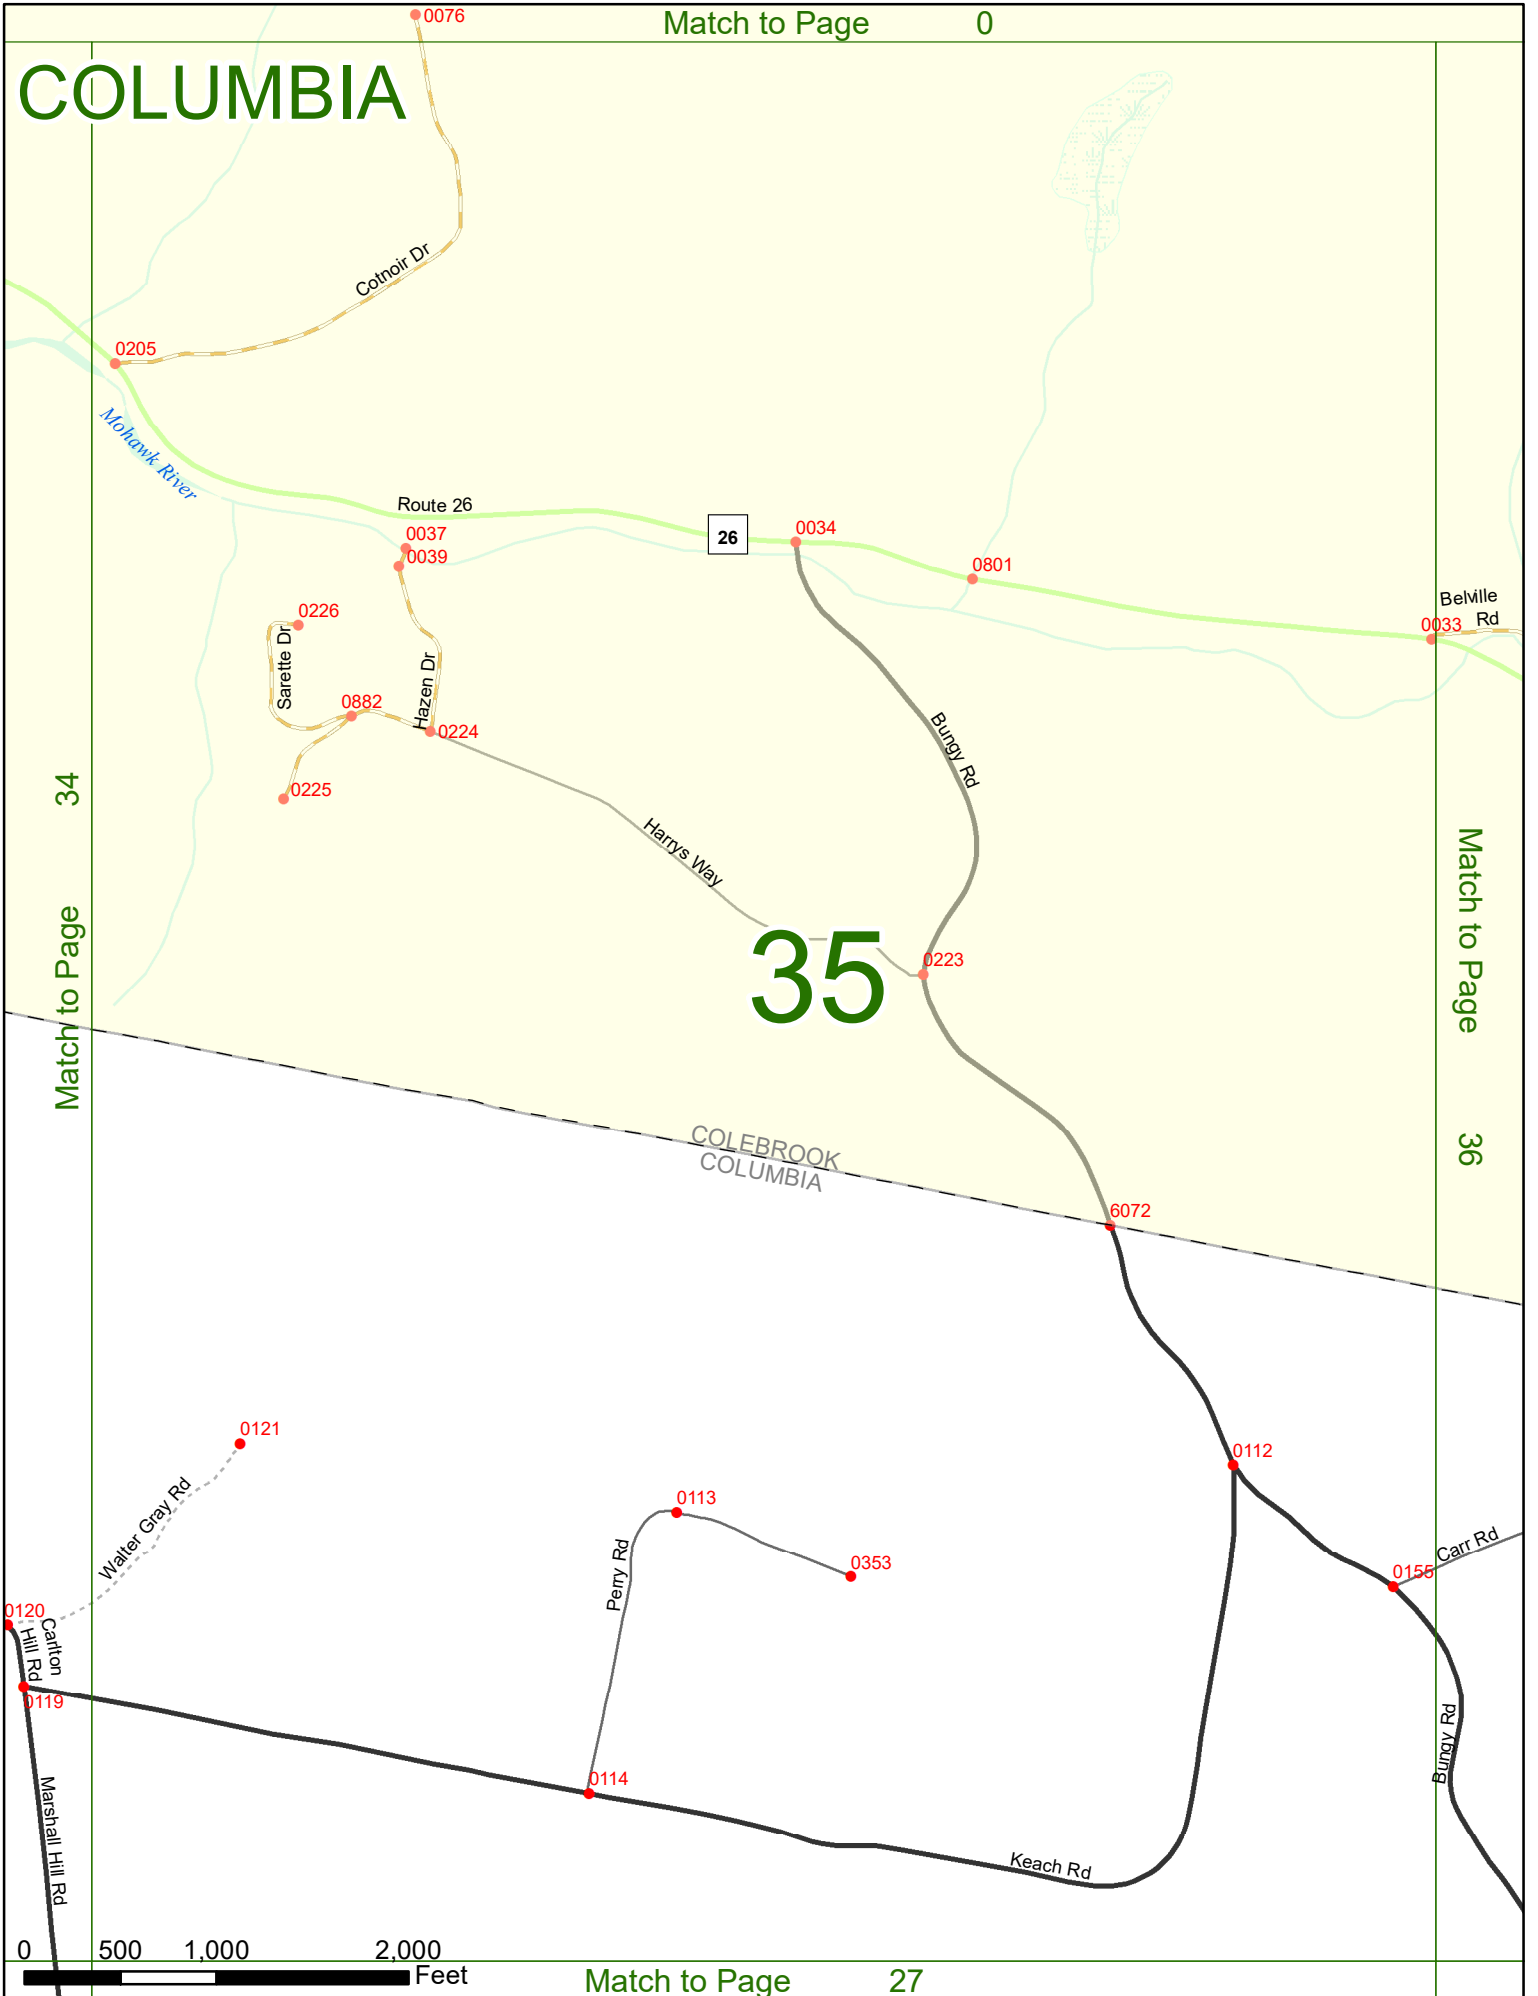 Match to Page 0
0076
COLUMBIA
Cotnoir Dr
0205
Mohawk River
Route 26
26
0034
0037
0039
0801
Belville
Rd
0033
0226
Sarette Dr
0882
Hazen Dr
0224
Bungy Rd
0225
Harrys Way
Match to Page 34
Match to Page 36
35
0223
COLEBROOK
COLUMBIA
6072
0121
0112
Walter Gray Rd
0113
Perry Rd
0353
Carr Rd
0155
0120
Carlton
Hill Rd
0119
Bungy Rd
0114
Marshall Hill Rd
Keach Rd
0 500 1,000 2,000
Feet
Match to Page 27